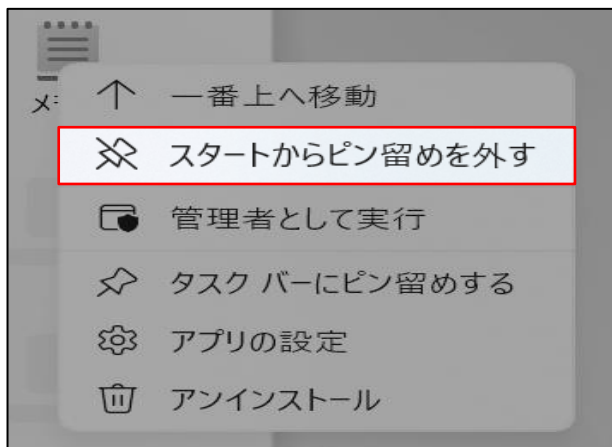 一番上へ移動
スタートからピン留めを外す
管理者として実行
タスク バーにピン留めする
アプリの設定
アンインストール